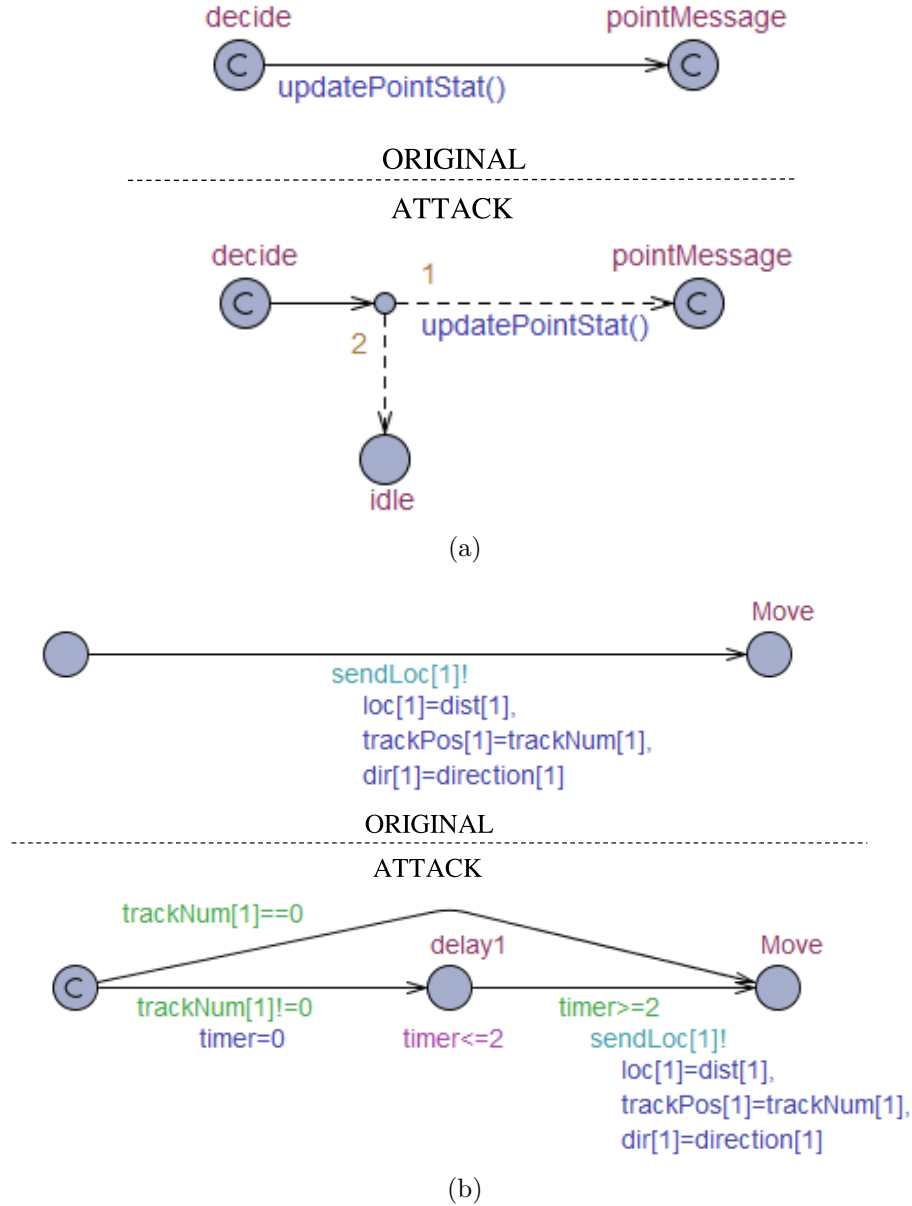 decide pointMessage
C C
updatePointStat()
ORIGINAL
ATTACK
decide pointMessage
1
C C
updatePointStat()
2
idle
(a)
Move
sendLoc[1]!
loc[1]=dist[1],
trackPos[1]=trackNum[1],
dir[1]=direction[1]
ORIGINAL
ATTACK
trackNum[1]==0
delay1 Move
C
trackNum[1]!=0 timer>=2
timer=0 timer<=2 sendLoc[1]!
loc[1]=dist[1],
trackPos[1]=trackNum[1],
dir[1]=direction[1]
(b)